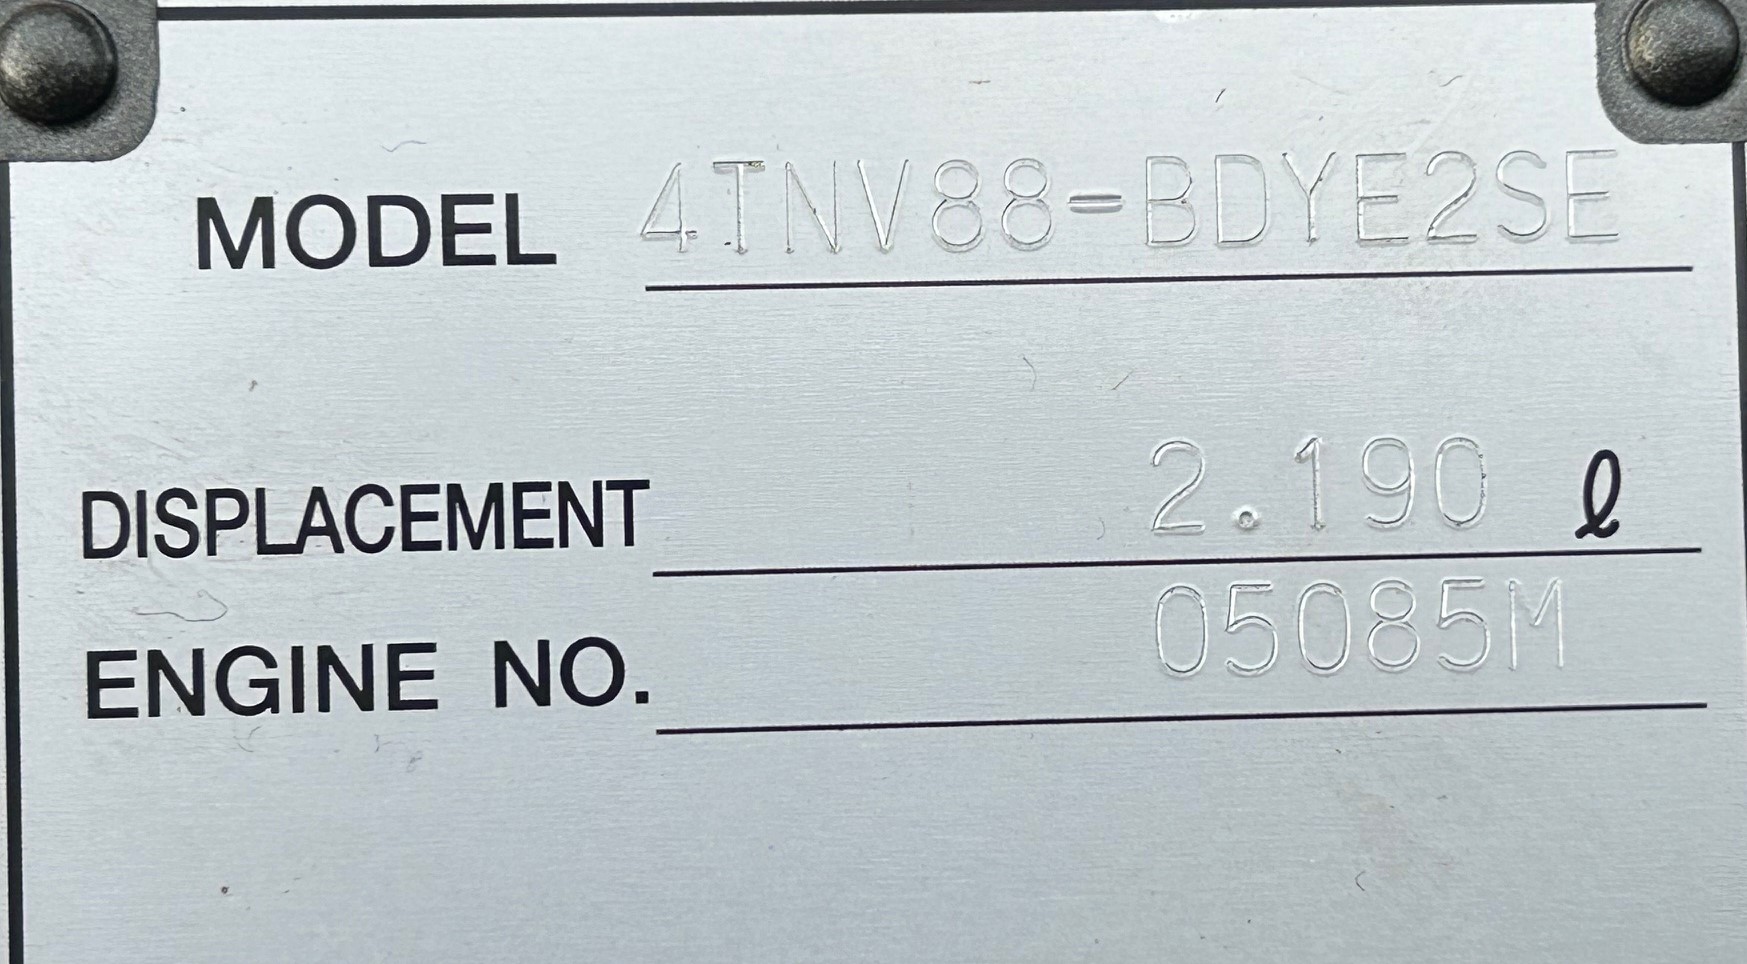 MODEL 4TNV88-BDYE2SE
DISPLACEMENT 2.190 ℓ
ENGINE NO. 05085M